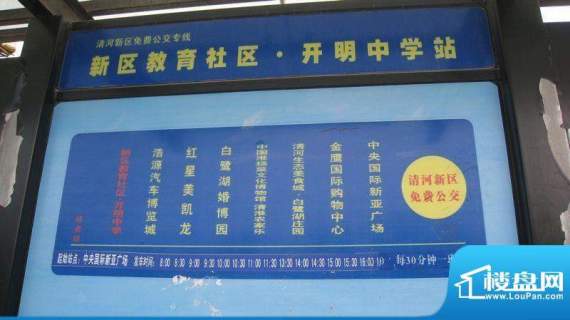 清河新区免费公交专线
新区教育社区·开明中学站
新区教育社区·开明中学
浩源汽车博览城
红星美凯龙
白鹭湖婚博园
中国淮扬菜文化博物馆·清淮农家乐
清河生态美食城·白鹭湖庄园
金鹰国际购物中心
中央国际新亚广场
清河新区
免费公交
起始站点：中央国际新亚广场 发车时间：8:00 8:30 9:00 9:30 10:00 10:30 11:00 11:30 12:30 13:30 14:00 14:30 15:00 15:30 16:00 每30分钟一
楼盘网
www.LouPan.com